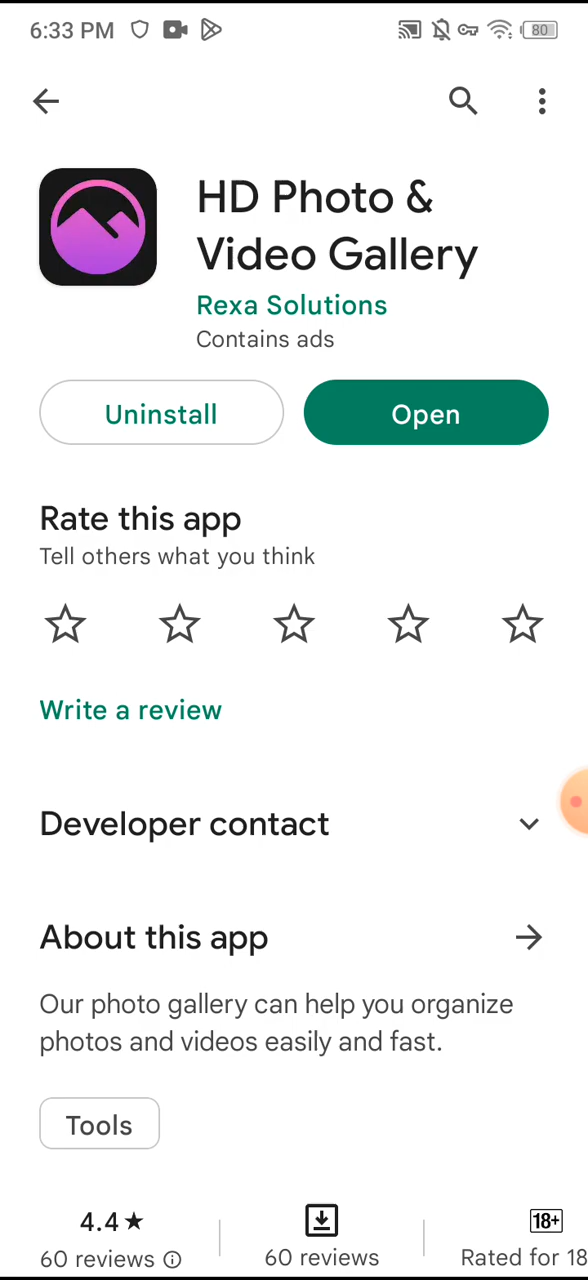 6:33 PM
80
HD Photo &
Video Gallery
Rexa Solutions
Contains ads
Uninstall
Open
Rate this app
Tell others what you think
Write a review
Developer contact
About this app
Our photo gallery can help you organize
photos and videos easily and fast.
Tools
4.4★
60 reviews
60 reviews
18+
Rated for 18